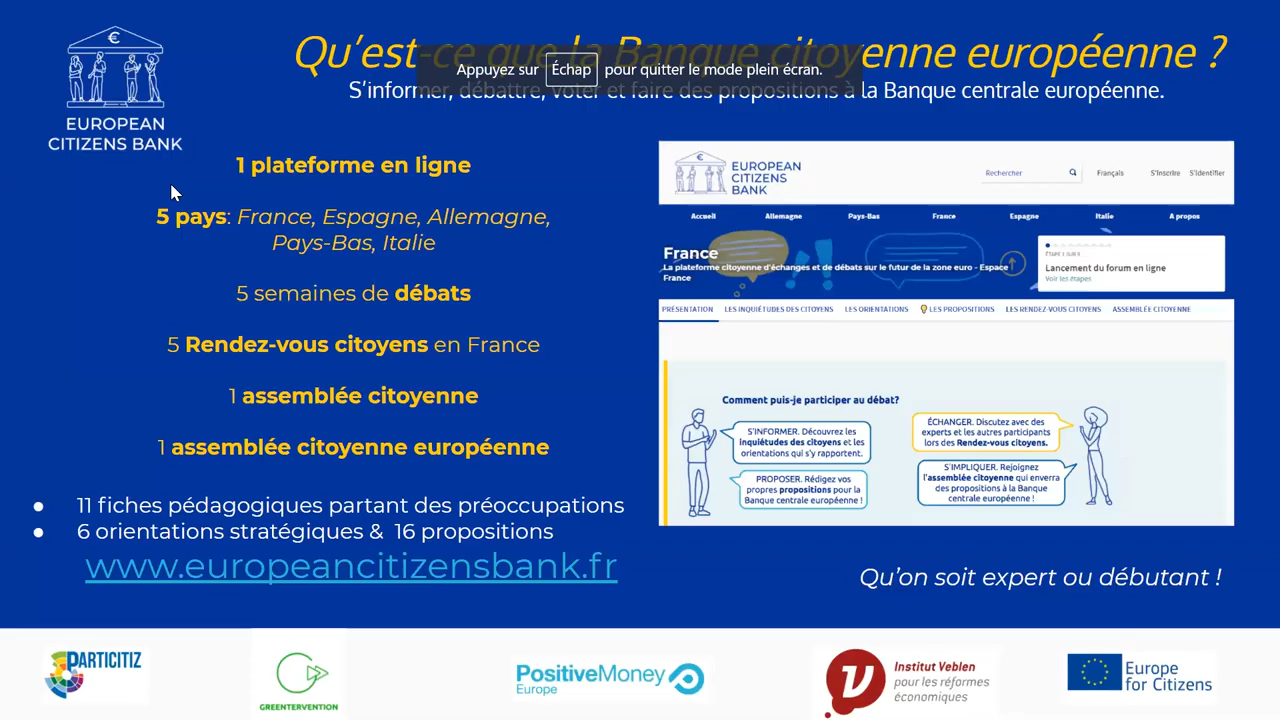 Qu’est-ce que la Banque citoyenne européenne ?
Appuyez sur Échap pour quitter le mode plein écran.
S’informer, débattre, voter et faire des propositions à la Banque centrale européenne.
EUROPEAN
CITIZENS BANK
1 plateforme en ligne
5 pays: France, Espagne, Allemagne,
Pays-Bas, Italie
5 semaines de débats
5 Rendez-vous citoyens en France
1 assemblée citoyenne
1 assemblée citoyenne européenne
● 11 fiches pédagogiques partant des préoccupations
● 6 orientations stratégiques & 16 propositions
www.europeancitizensbank.fr
EUROPEAN
CITIZENS
BANK
Rechercher
Français
S'inscrire
S'identifier
Accueil
Allemagne
Pays-Bas
France
Espagne
Italie
A propos
France
La plateforme citoyenne d'échanges et de débats sur le futur de la zone euro - Espace
France
Lancement du forum en ligne
Voir les étapes
PRÉSENTATION
LES INQUIÉTUDES DES CITOYENS
LES ORIENTATIONS
LES PROPOSITIONS
LES RENDEZ-VOUS CITOYENS
ASSEMBLÉE CITOYENNE
Comment puis-je participer au débat?
S'INFORMER. Découvrez les
inquiétudes des citoyens et les
orientations qui s'y rapportent.
PROPOSER. Rédigez vos
propres propositions pour la
Banque centrale européenne !
ÉCHANGER. Discutez avec des
experts et les autres participants
lors des Rendez-vous citoyens.
S'IMPLIQUER. Rejoignez
l'assemblée citoyenne qui enverra
des propositions à la Banque
centrale européenne !
Qu’on soit expert ou débutant !
PARTICITIZ
GREENTERVENTION
PositiveMoney
Europe
Institut Veblen
pour les réformes
économiques
Europe
for Citizens